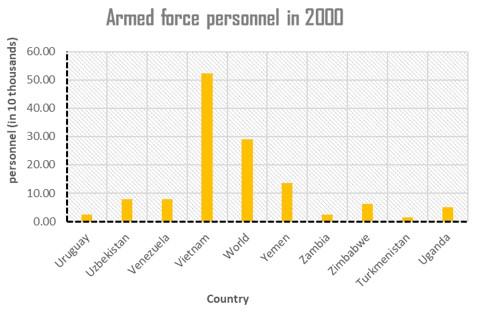 Armed force personnel in 2000
personnel (in 10 thousands)
60.00
50.00
40.00
30.00
20.00
10.00
0.00
Uruguay
Uzbekistan
Venezuela
Vietnam
World
Yemen
Zambia
Zimbabwe
Turkmenistan
Uganda
Country